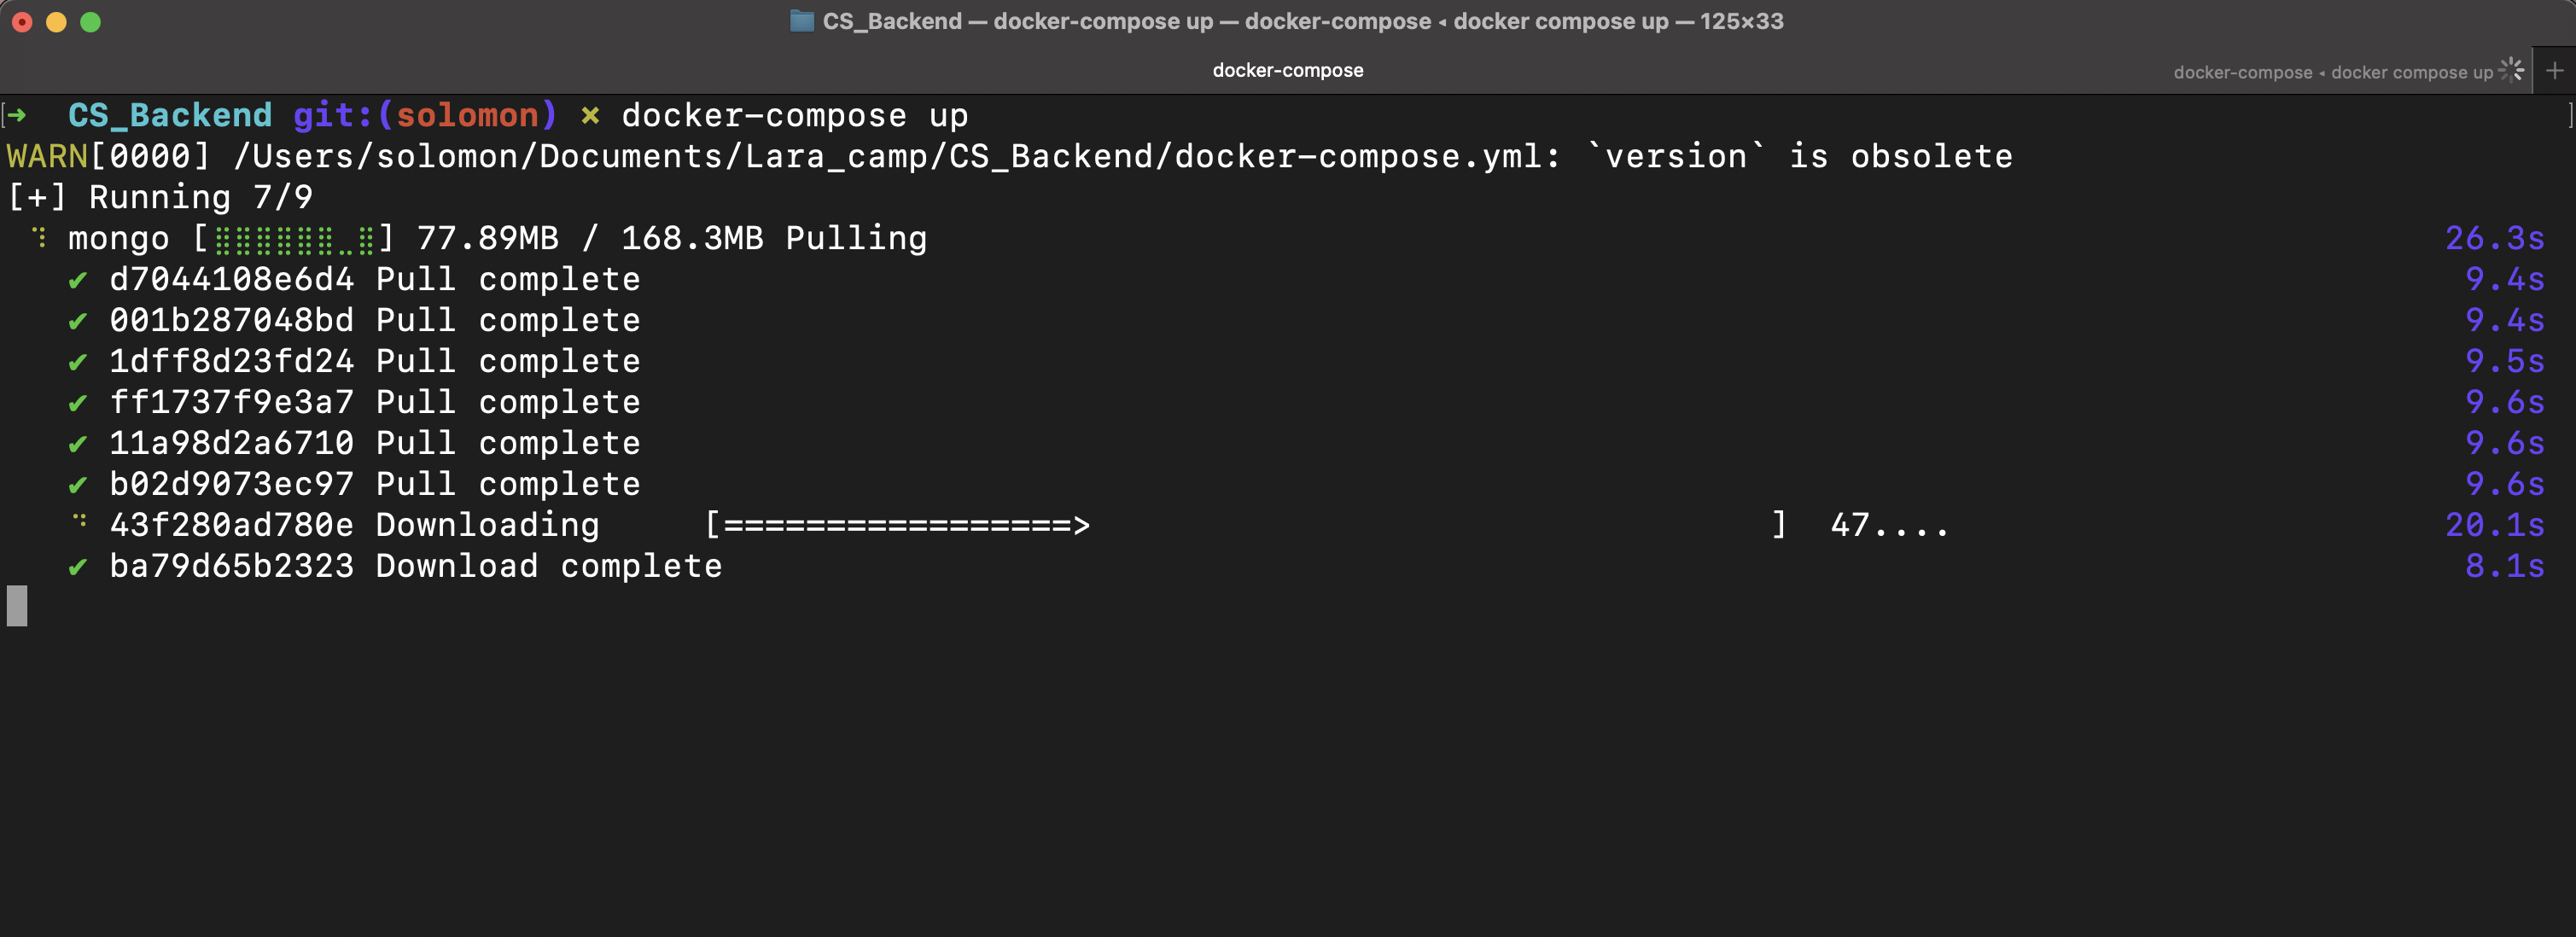 CS_Backend — docker-compose up — docker-compose ◂ docker compose up — 125×33
docker-compose
docker-compose ◂ docker compose up
+
[➜  CS_Backend git:(solomon) ✗ docker-compose up ]
WARN[0000] /Users/solomon/Documents/Lara_camp/CS_Backend/docker-compose.yml: `version` is obsolete
[+] Running 7/9
⠹ mongo [⣿⣿⣿⣿⣿⣿⣀⣿] 77.89MB / 168.3MB Pulling 26.3s
✔ d7044108e6d4 Pull complete 9.4s
✔ 001b287048bd Pull complete 9.4s
✔ 1dff8d23fd24 Pull complete 9.5s
✔ ff1737f9e3a7 Pull complete 9.6s
✔ 11a98d2a6710 Pull complete 9.6s
✔ b02d9073ec97 Pull complete 9.6s
⠙ 43f280ad780e Downloading [=================> ] 47.... 20.1s
✔ ba79d65b2323 Download complete 8.1s